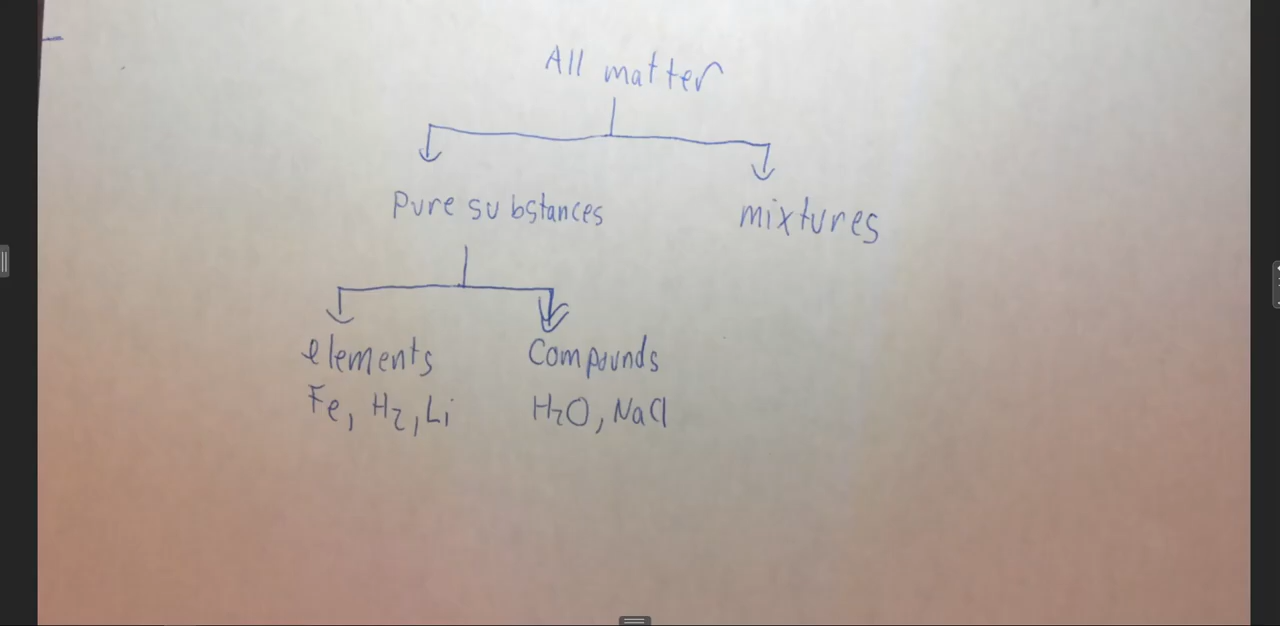 All matter
Pure substances
mixtures
elements
Compounds
Fe, H2, Li
H2O, NaCl